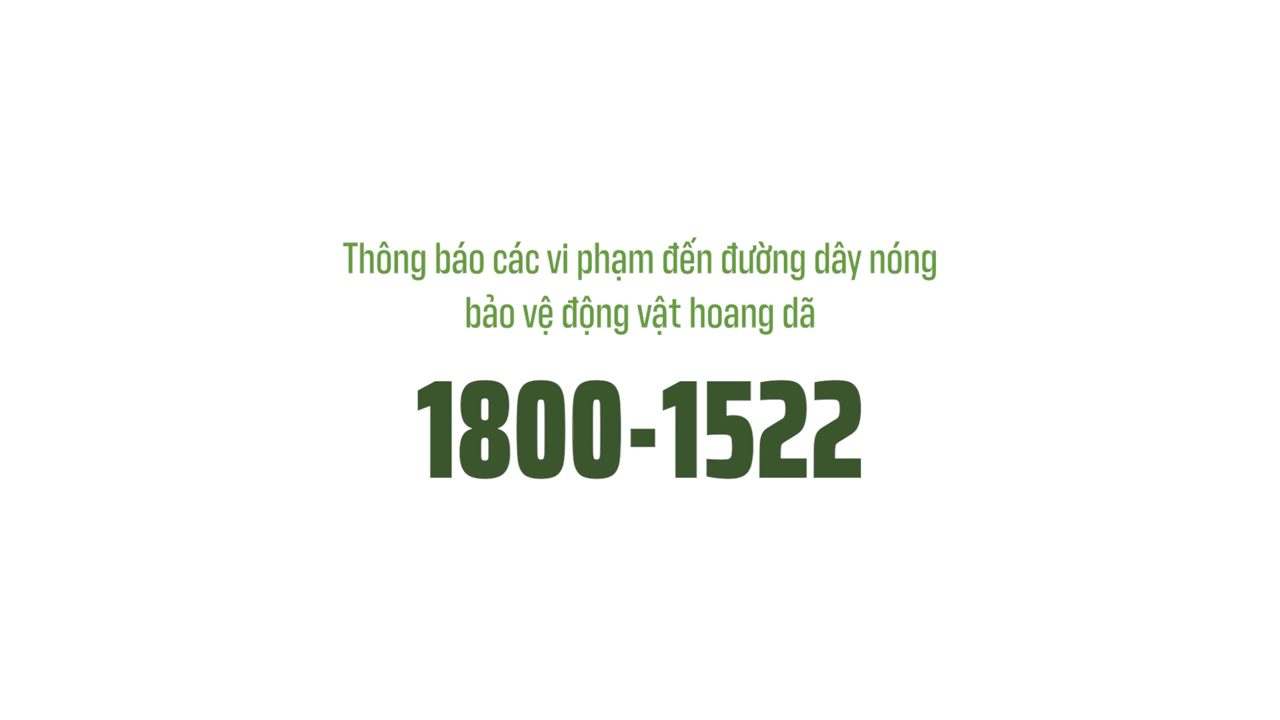 Thông báo các vi phạm đến đường dây nóng
bảo vệ động vật hoang dã
1800-1522